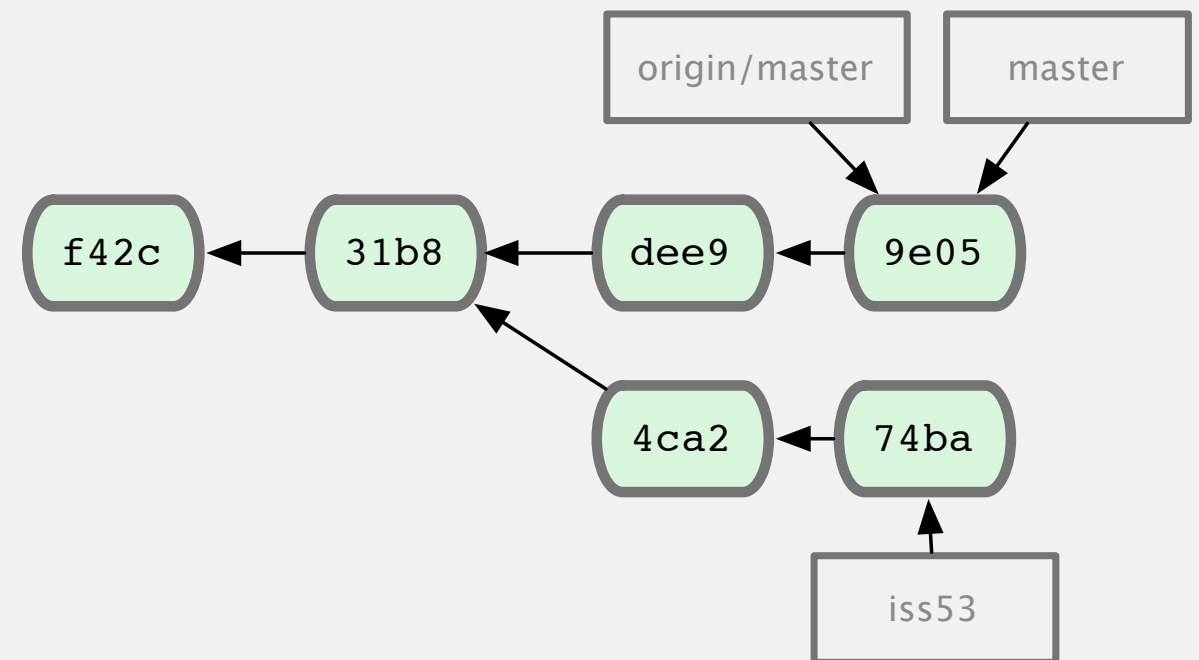 origin/master master
f42c 31b8 dee9 9e05
4ca2 74ba
iss53